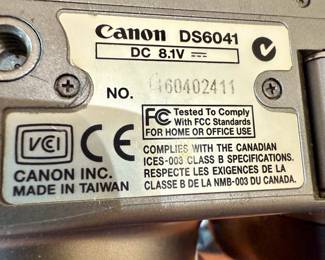 Canon DS6041
DC 8.1V
NO. 0160402411
VCI
CE
FC Tested To Comply
With FCC Standards
FOR HOME OR OFFICE USE
CANON INC.
MADE IN TAIWAN
COMPLIES WITH THE CANADIAN
ICES-003 CLASS B SPECIFICATIONS.
RESPECTE LES EXIGENCES DE LA
CLASSE B DE LA NMB-003 DU CANADA.